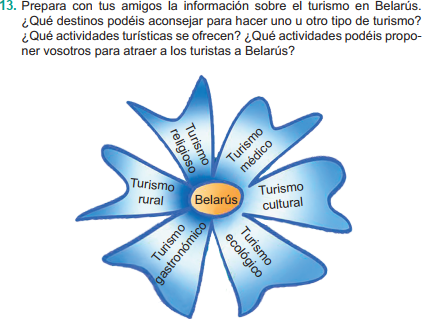 13. Prepara con tus amigos la información sobre el turismo en Belarús.
¿Qué destinos podéis aconsejar para hacer uno u otro tipo de turismo?
¿Qué actividades turísticas se ofrecen? ¿Qué actividades podéis propo-
ner vosotros para atraer a los turistas a Belarús?
Turismo
religioso
Turismo
médico
Turismo
rural
Belarús
Turismo
cultural
Turismo
gastronómico
Turismo
ecológico